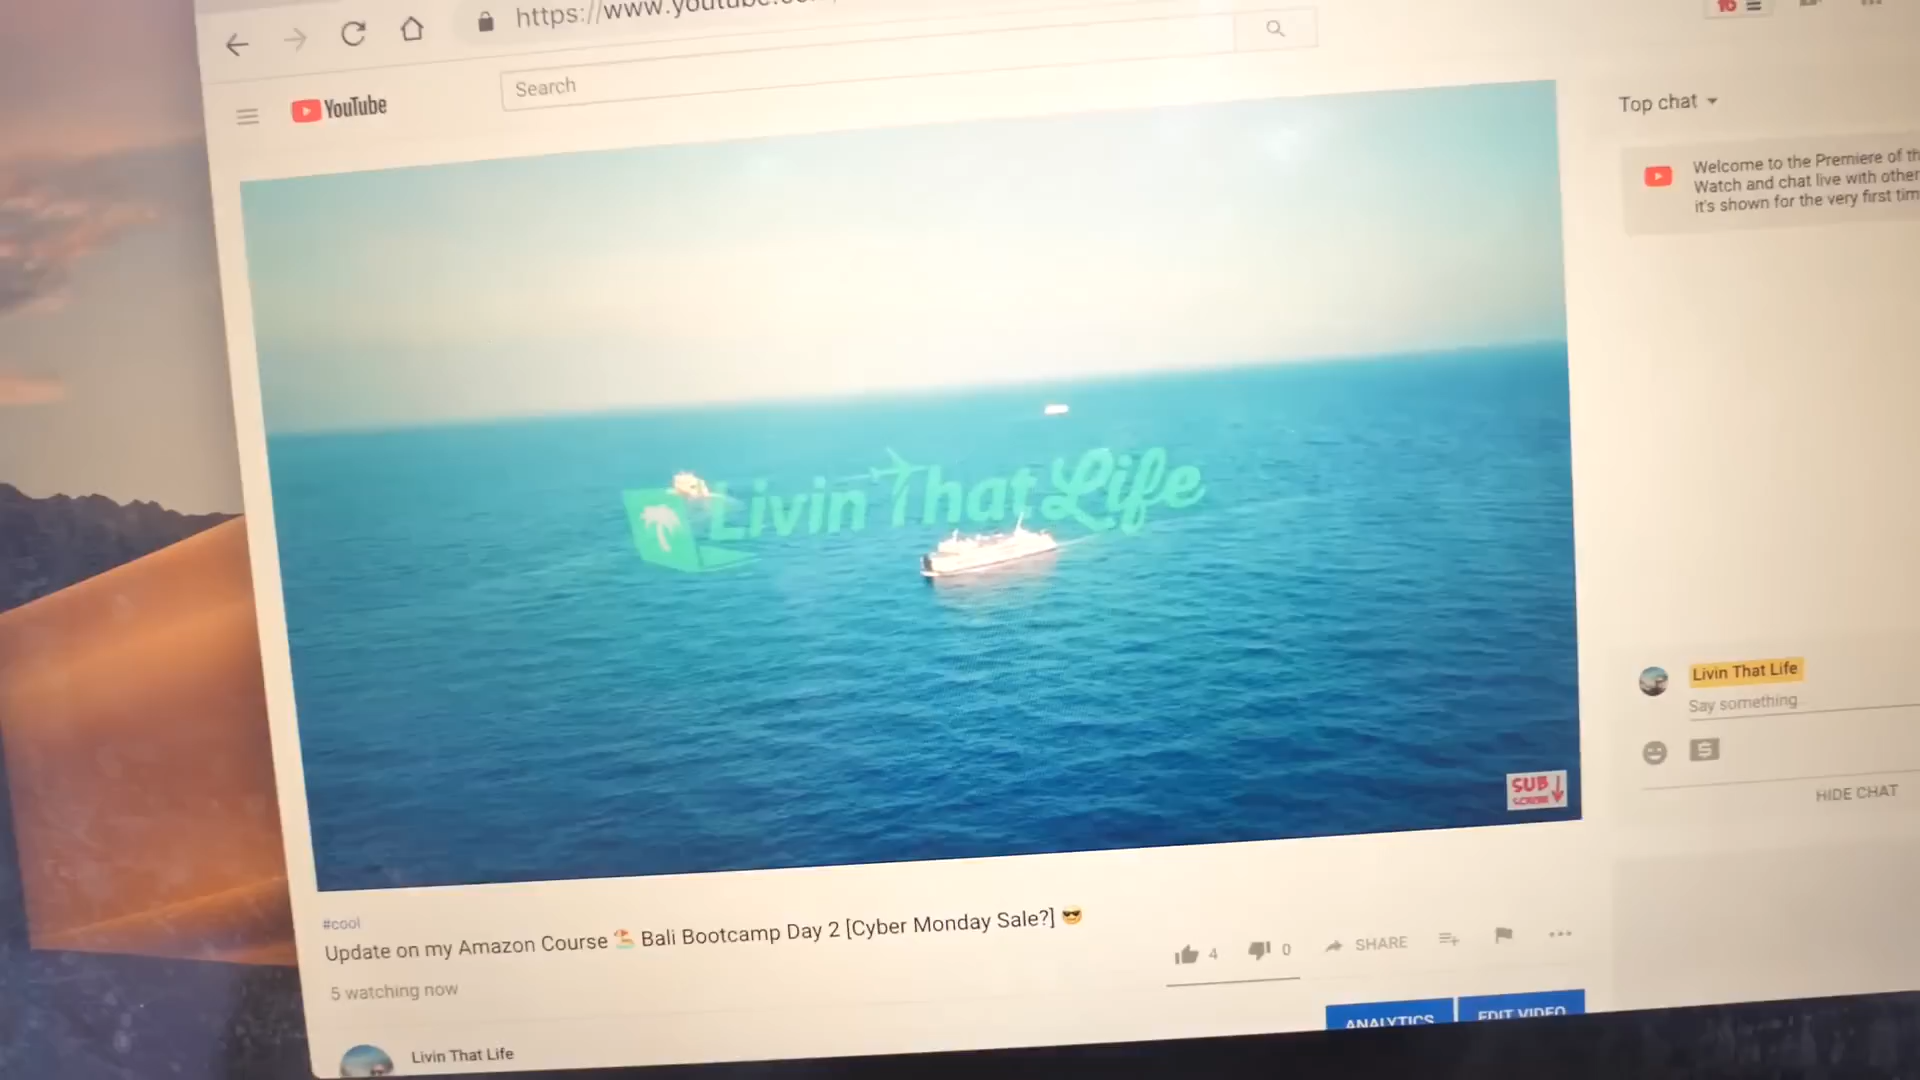 https://www.youtube.co
YouTube
Search
Top chat
Welcome to the Premiere of th
Watch and chat live with other
it's shown for the very first tim
Livin That Life
SUB
SCRIBE
Livin That Life
Say something
HIDE CHAT
#cool
Update on my Amazon Course 🏖️ Bali Bootcamp Day 2 [Cyber Monday Sale?] 😎
5 watching now
4
0
SHARE
ANALYTICS
EDIT VIDEO
Livin That Life